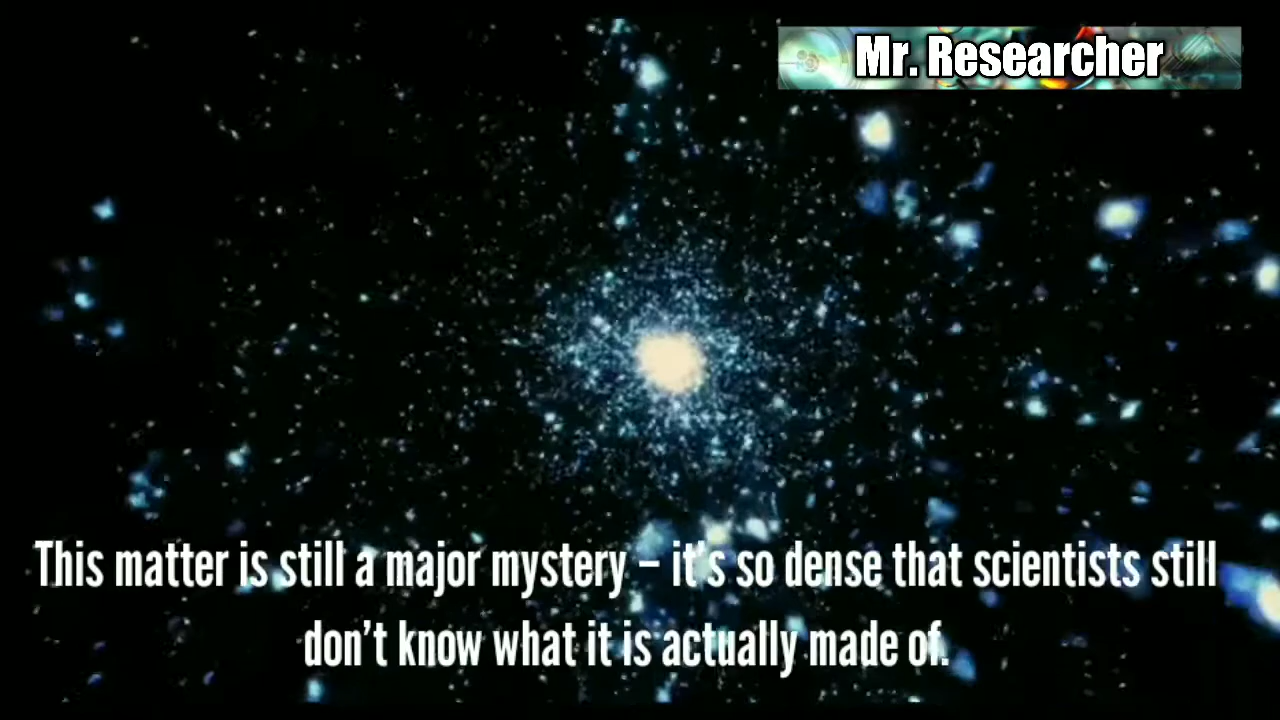 Mr. Researcher
This matter is still a major mystery – it's so dense that scientists still
don't know what it is actually made of.